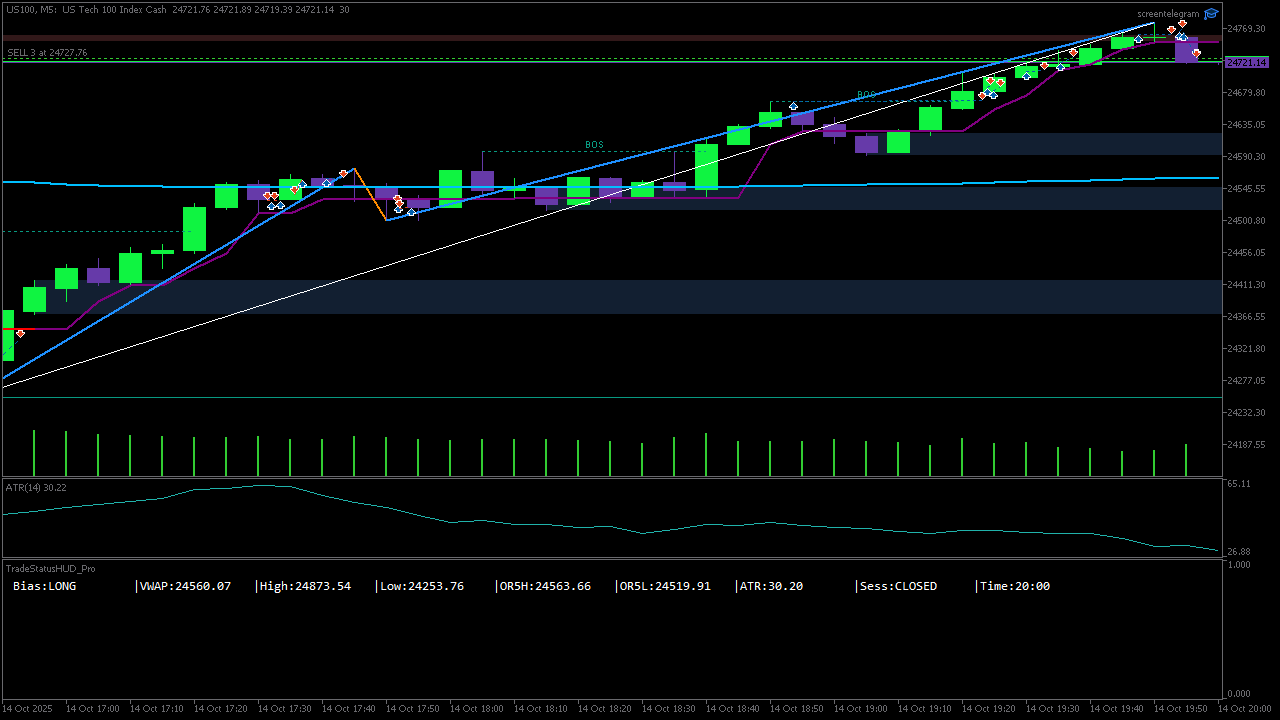 US100, M5:  US Tech 100 Index Cash  24721.76 24721.89 24719.39 24721.14  30
screentelegram
SELL 3 at 24727.76
BOS
BOS
24769.30
24721.14
24679.80
24635.05
24590.30
24545.55
24500.80
24456.05
24411.30
24366.55
24321.80
24277.05
24232.30
24187.55
ATR(14) 30.22
65.11
26.88
TradeStatusHUD_Pro
1.000
Bias:LONG |VWAP:24560.07 |High:24873.54 |Low:24253.76 |OR5H:24563.66 |OR5L:24519.91 |ATR:30.20 |Sess:CLOSED |Time:20:00
0.000
14 Oct 2025 14 Oct 17:00 14 Oct 17:10 14 Oct 17:20 14 Oct 17:30 14 Oct 17:40 14 Oct 17:50 14 Oct 18:00 14 Oct 18:10 14 Oct 18:20 14 Oct 18:30 14 Oct 18:40 14 Oct 18:50 14 Oct 19:00 14 Oct 19:10 14 Oct 19:20 14 Oct 19:30 14 Oct 19:40 14 Oct 19:50 14 Oct 20:00